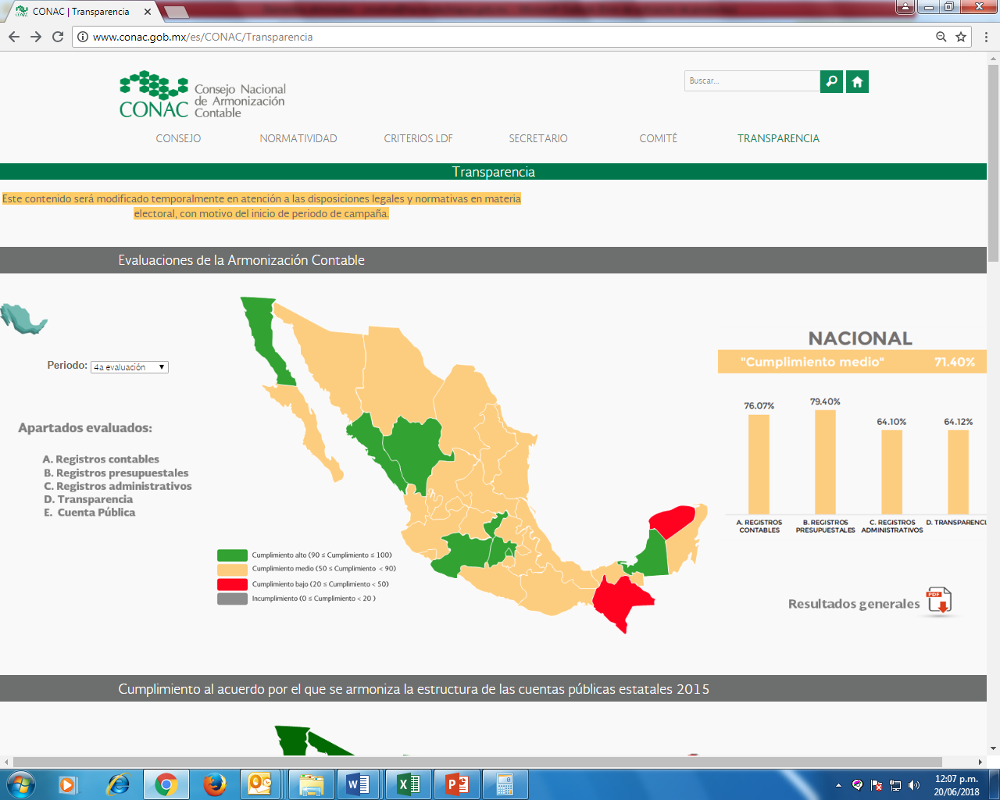 CONAC | Transparencia
www.conac.gob.mx/es/CONAC/Transparencia
CONAC
Consejo Nacional
de Armonización
Contable
Buscar...
CONSEJO NORMATIVIDAD CRITERIOS LDF SECRETARIO COMITÉ TRANSPARENCIA
Transparencia
Este contenido será modificado temporalmente en atención a las disposiciones legales y normativas en materia
electoral, con motivo del inicio de periodo de campaña.
Evaluaciones de la Armonización Contable
Periodo: 4a evaluación
Apartados evaluados:
A. Registros contables
B. Registros presupuestales
C. Registros administrativos
D. Transparencia
E. Cuenta Pública
Cumplimiento alto (90 ≤ Cumplimiento ≤ 100)
Cumplimiento medio (50 ≤ Cumplimiento < 90)
Cumplimiento bajo (20 ≤ Cumplimiento < 50)
Incumplimiento (0 ≤ Cumplimiento < 20 )
NACIONAL
"Cumplimiento medio" 71.40%
76.07% 79.40% 64.10% 64.12%
A. REGISTROS CONTABLES
B. REGISTROS PRESUPUESTALES
C. REGISTROS ADMINISTRATIVOS
D. TRANSPARENCI
Resultados generales
PDF
Cumplimiento al acuerdo por el que se armoniza la estructura de las cuentas públicas estatales 2015
12:07 p.m.
20/06/2018